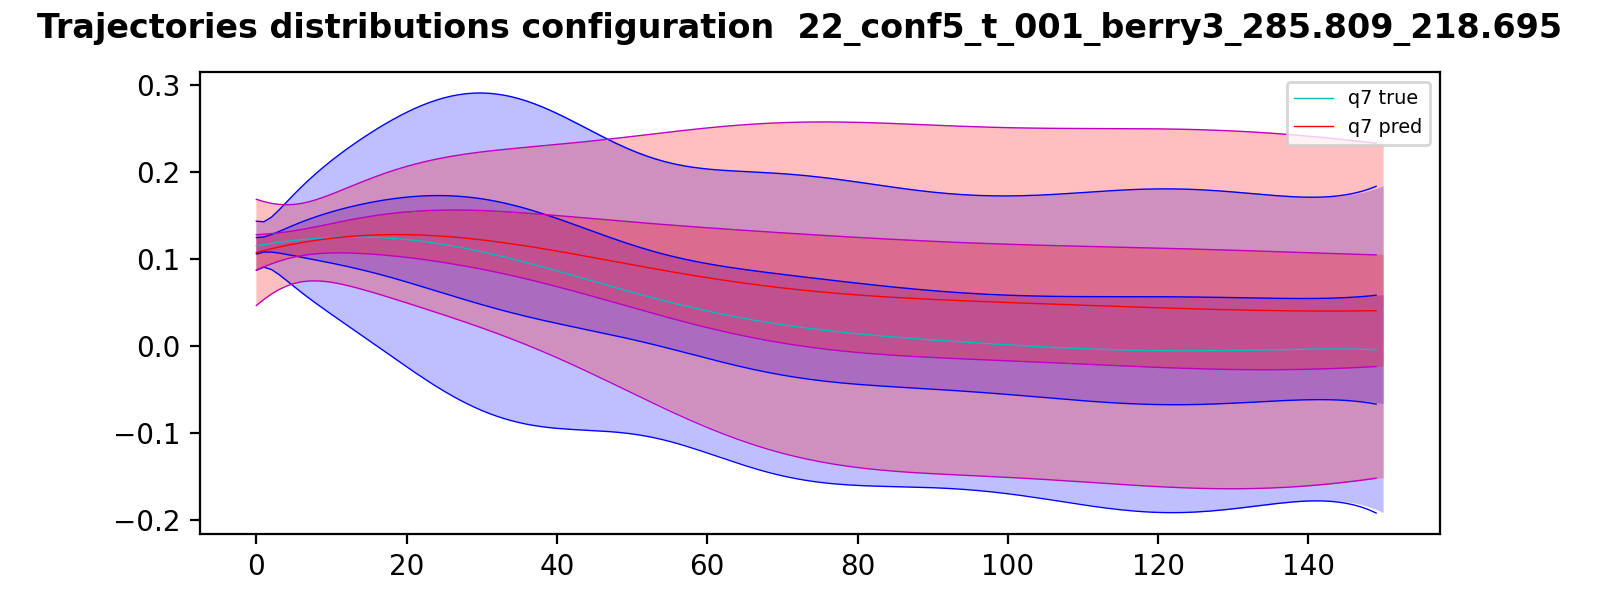 Trajectories distributions configuration  22_conf5_t_001_berry3_285.809_218.695
q7 true
q7 pred
0.3
0.2
0.1
0.0
−0.1
−0.2
0 20 40 60 80 100 120 140